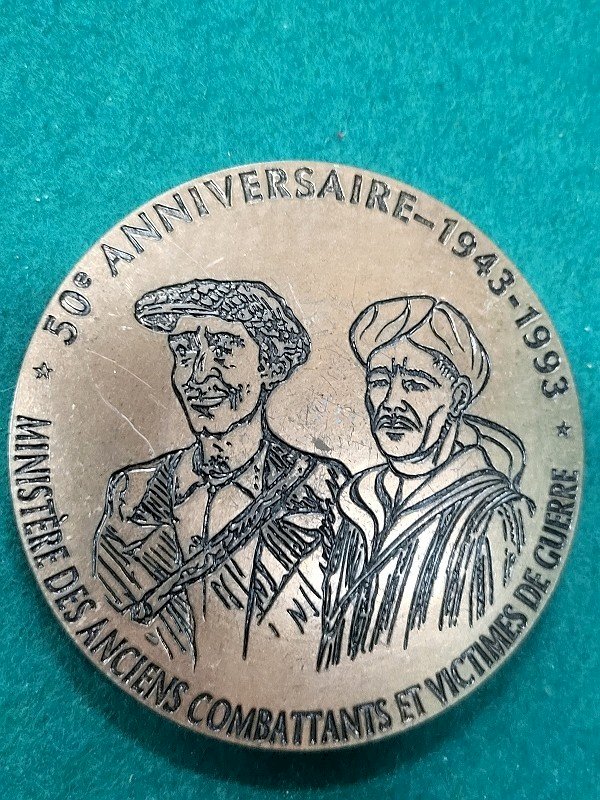 * 50e ANNIVERSAIRE-1943-1993 *
MINISTÈRE DES ANCIENS COMBATTANTS ET VICTIMES DE GUERRE